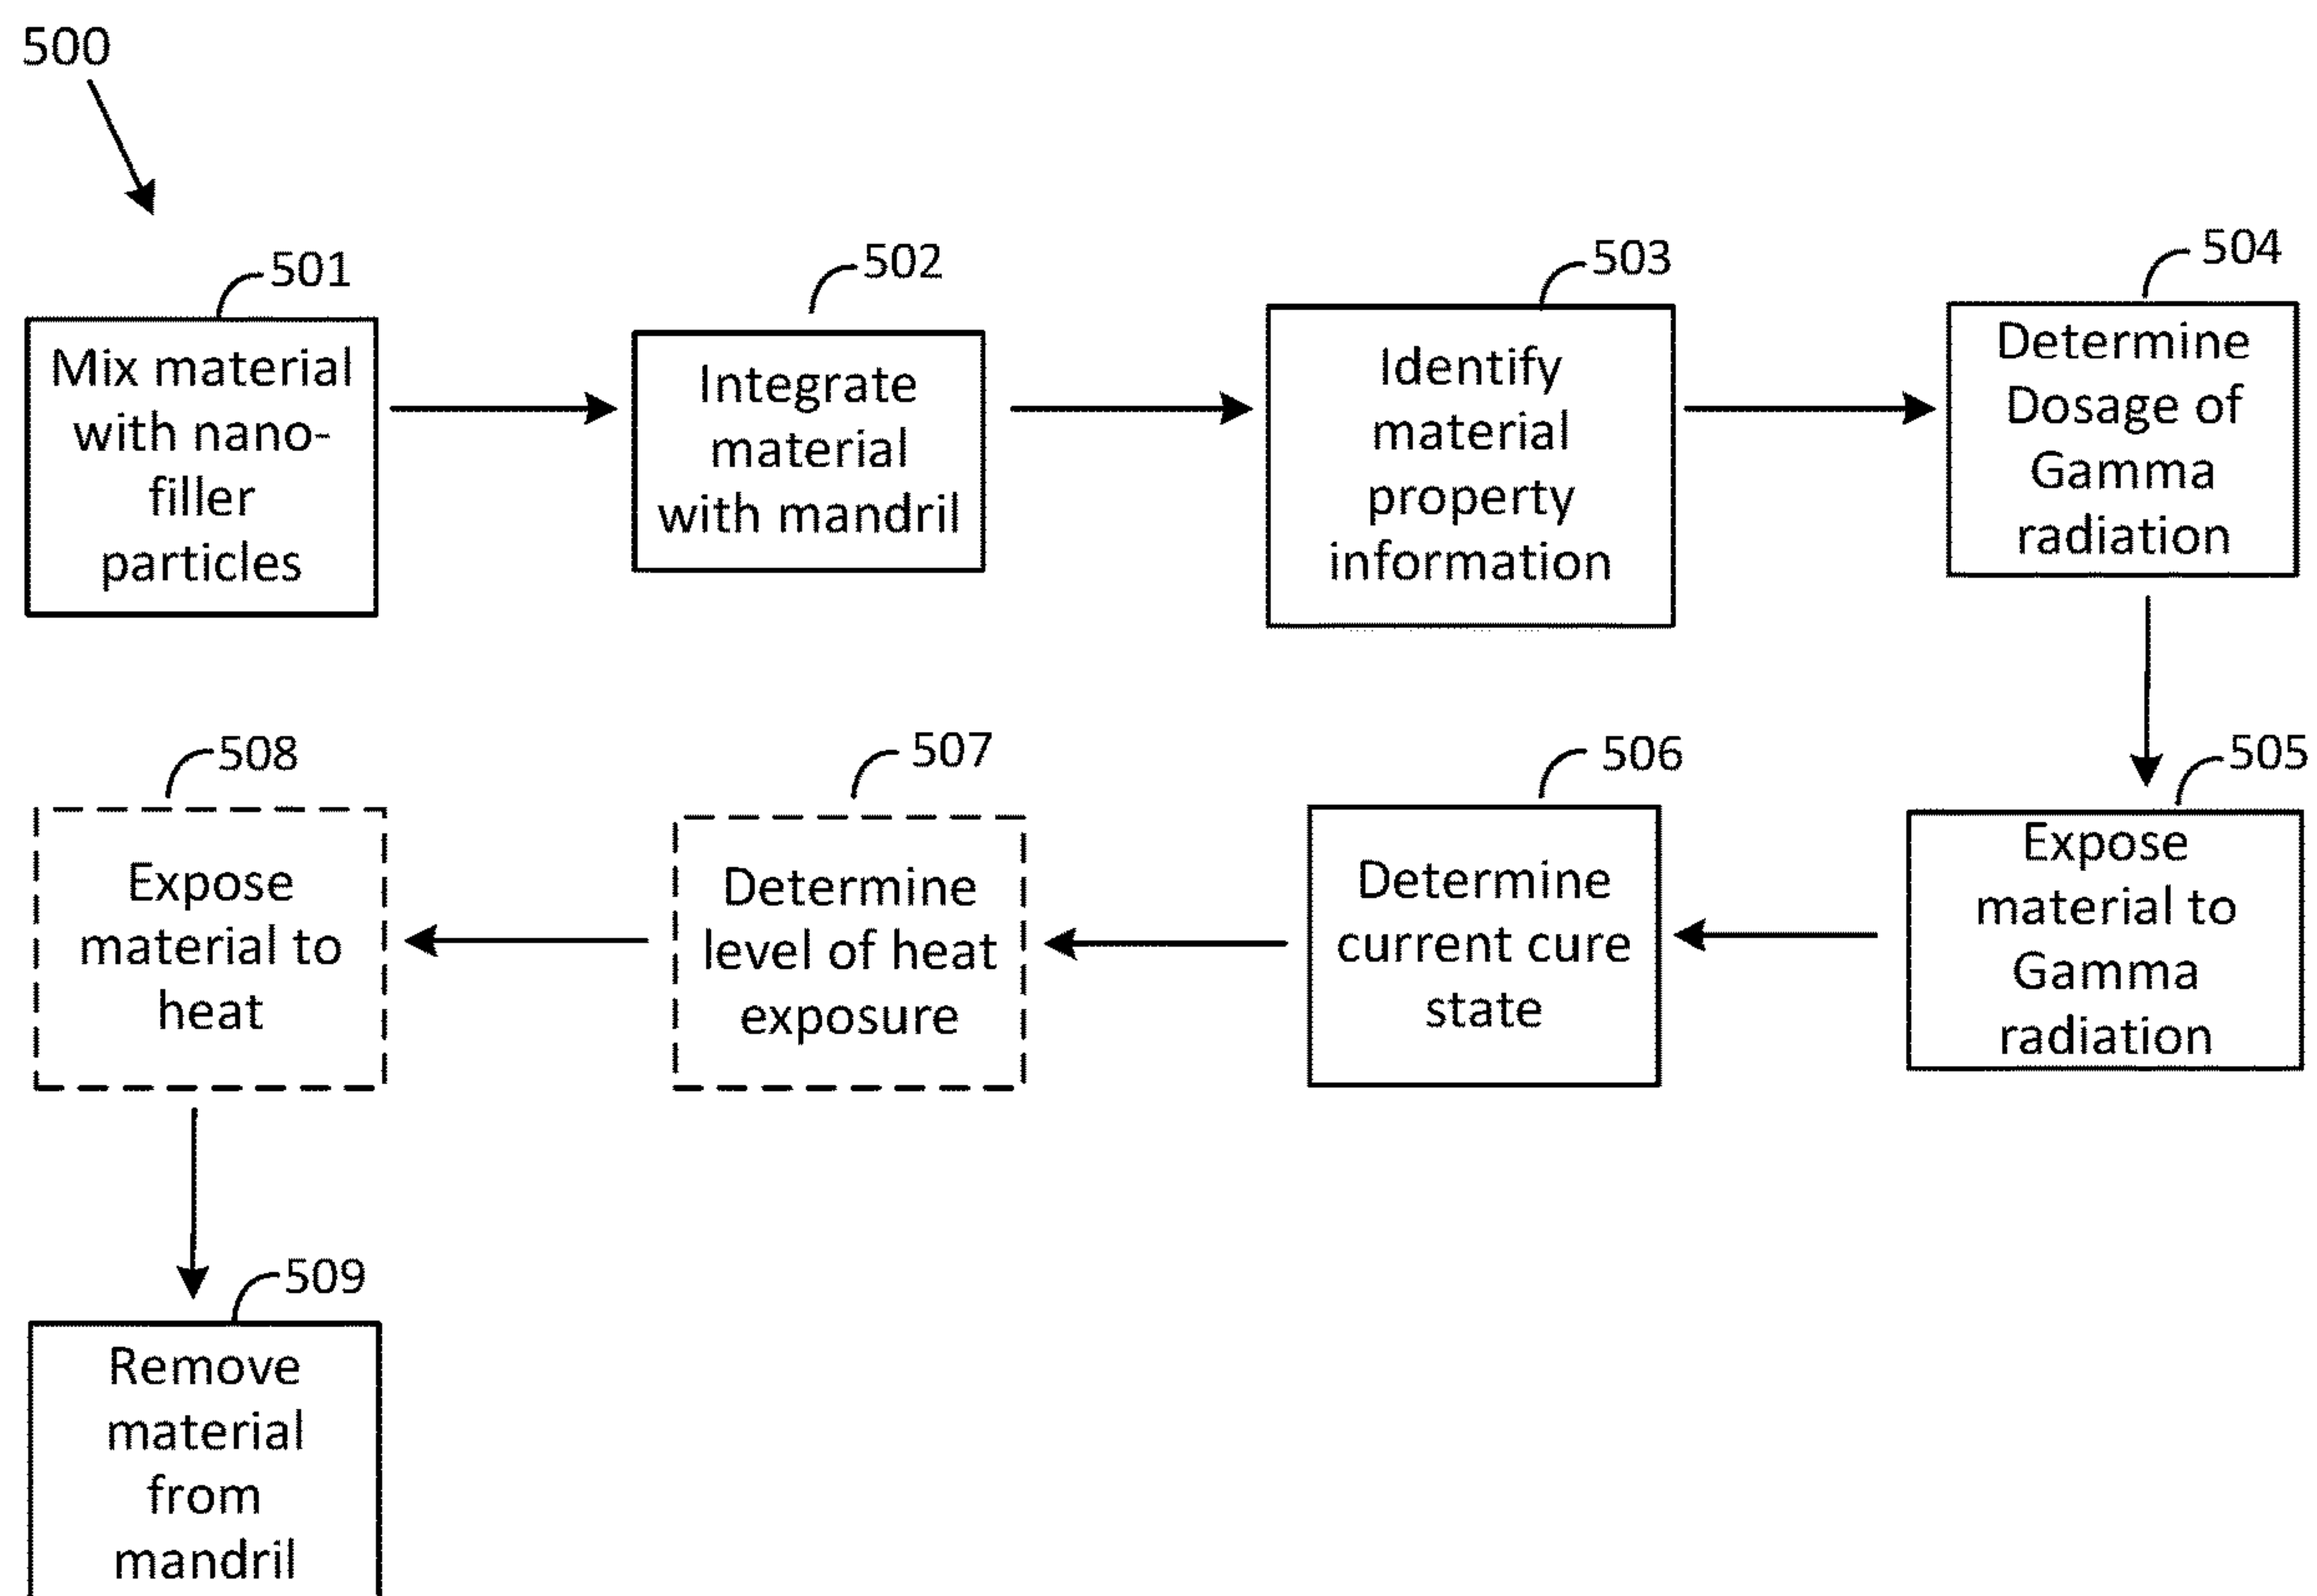 500
501
Mix material
with nano-
filler
particles
502
Integrate
material
with mandril
503
Identify
material
property
information
504
Determine
Dosage of
Gamma
radiation
505
Expose
material to
Gamma
radiation
506
Determine
current cure
state
507
Determine
level of heat
exposure
508
Expose
material to
heat
509
Remove
material
from
mandril